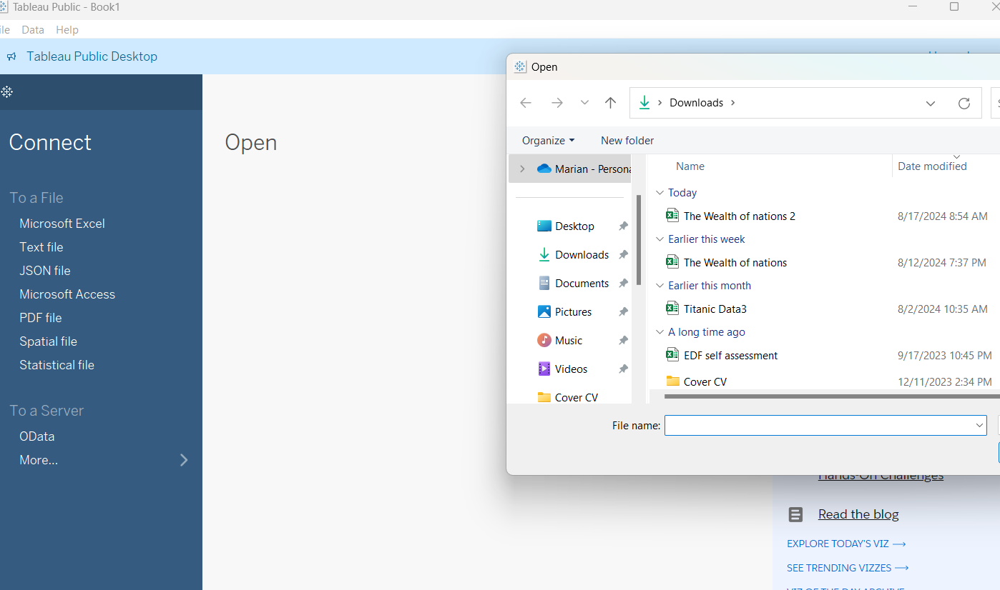 Tableau Public - Book1
ile Data Help
Tableau Public Desktop
Connect
To a File
Microsoft Excel
Text file
JSON file
Microsoft Access
PDF file
Spatial file
Statistical file
To a Server
OData
More...
Open
Open
Downloads
Organize
New folder
Marian - Persona
Desktop
Downloads
Documents
Pictures
Music
Videos
Cover CV
Name Date modified
Today
The Wealth of nations 2 8/17/2024 8:54 AM
Earlier this week
The Wealth of nations 8/12/2024 7:37 PM
Earlier this month
Titanic Data3 8/2/2024 10:35 AM
A long time ago
EDF self assessment 9/17/2023 10:45 PM
Cover CV 12/11/2023 2:34 PM
File name:
Hands-On Challenges
Read the blog
EXPLORE TODAY'S VIZ →
SEE TRENDING VIZZES →
VIZ OF THE DAY ARCHIVE